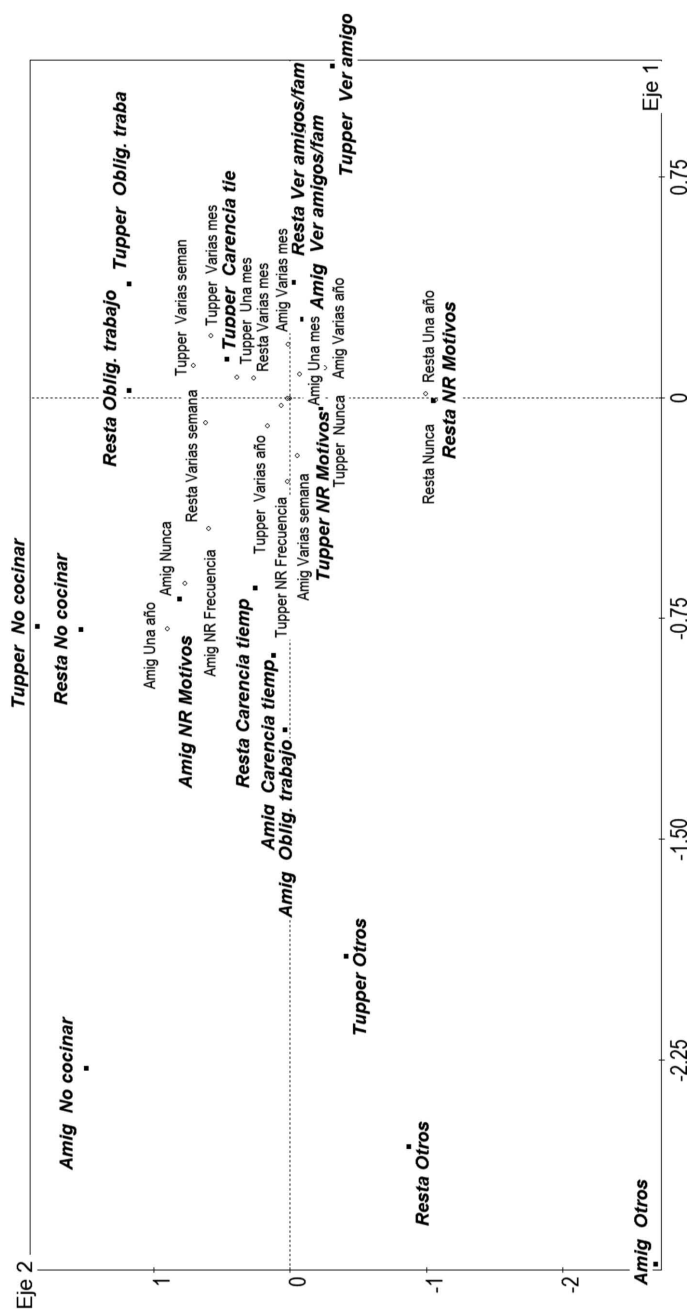 Eje 2
Tupper  No cocinar
Resta No cocinar
Amig  No cocinar
Resta Oblig. trabajo
Tupper  Oblig. traba
Amig Una año
Amig Nunca
Amig NR Motivos
Resta Varias semana
Tupper  Varias seman
Amig NR Frecuencia
Tupper  Varias mes
Tupper  Carencia tie
Tupper  Una mes
Resta Varias mes
Resta Carencia tiemp
Tupper  Varias año
Amig Carencia tiemp
Tupper NR Frecuencia
Amig Varias mes
Amig  Oblig. trabajo
Resta Ver amigos/fam
Amig Varias semana
Amig Una mes
Amig  Ver amigos/fam
Tupper NR Motivos
Amig Varias año
Tupper  Nunca
Tupper  Ver amigo
Tupper Otros
Resta Otros
Resta Nunca
Resta Una año
Resta NR Motivos
Amig  Otros
Eje 1
1
0
-1
-2
-2.25
-1.50
-0.75
0
0.75